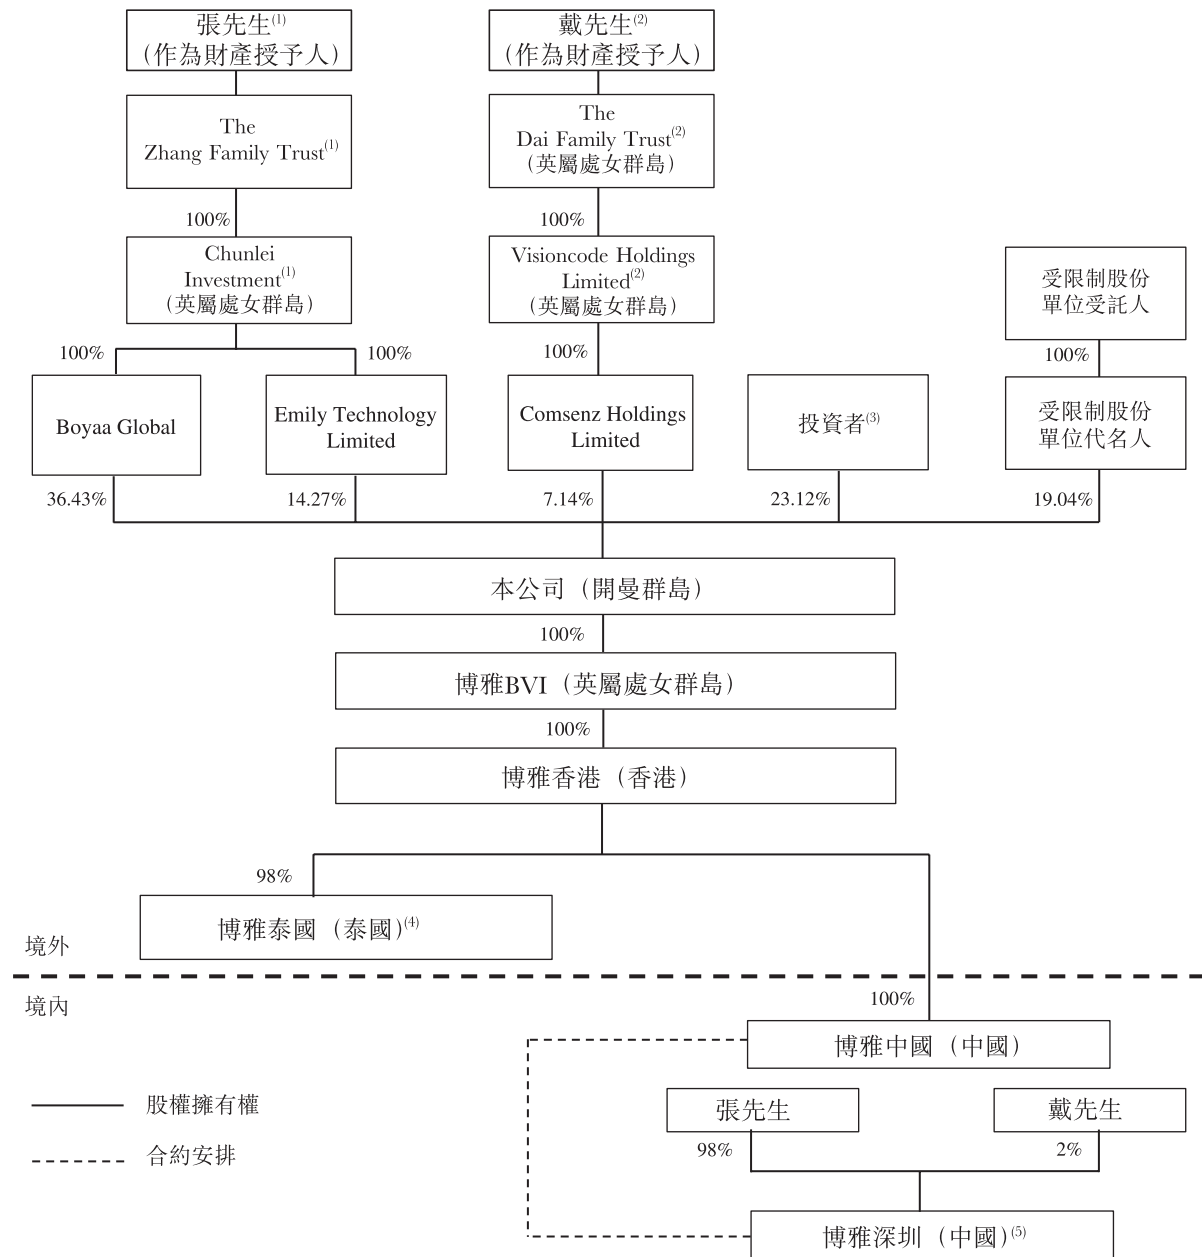 張先生(1)
（作為財產授予人）
戴先生(2)
（作為財產授予人）
The
Zhang Family Trust(1)
The
Dai Family Trust(2)
（英屬處女群島）
100%
100%
Chunlei
Investment(1)
（英屬處女群島）
Visioncode Holdings
Limited(2)
（英屬處女群島）
受限制股份
單位受託人
100%
100%
100%
100%
Boyaa Global
Emily Technology
Limited
Comsenz Holdings
Limited
投資者(3)
受限制股份
單位代名人
36.43%
14.27%
7.14%
23.12%
19.04%
本公司（開曼群島）
100%
博雅BVI（英屬處女群島）
100%
博雅香港（香港）
98%
博雅泰國（泰國）(4)
境外
境內
100%
博雅中國（中國）
股權擁有權
合約安排
張先生
戴先生
98%
2%
博雅深圳（中國）(5)